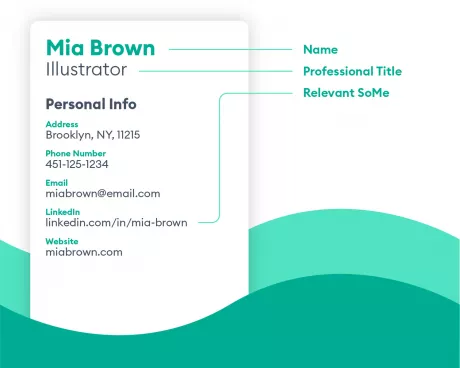 Mia Brown
Illustrator
Personal Info
Address
Brooklyn, NY, 11215
Phone Number
451-125-1234
Email
miabrown@email.com
LinkedIn
linkedin.com/in/mia-brown
Website
miabrown.com
Name
Professional Title
Relevant SoMe